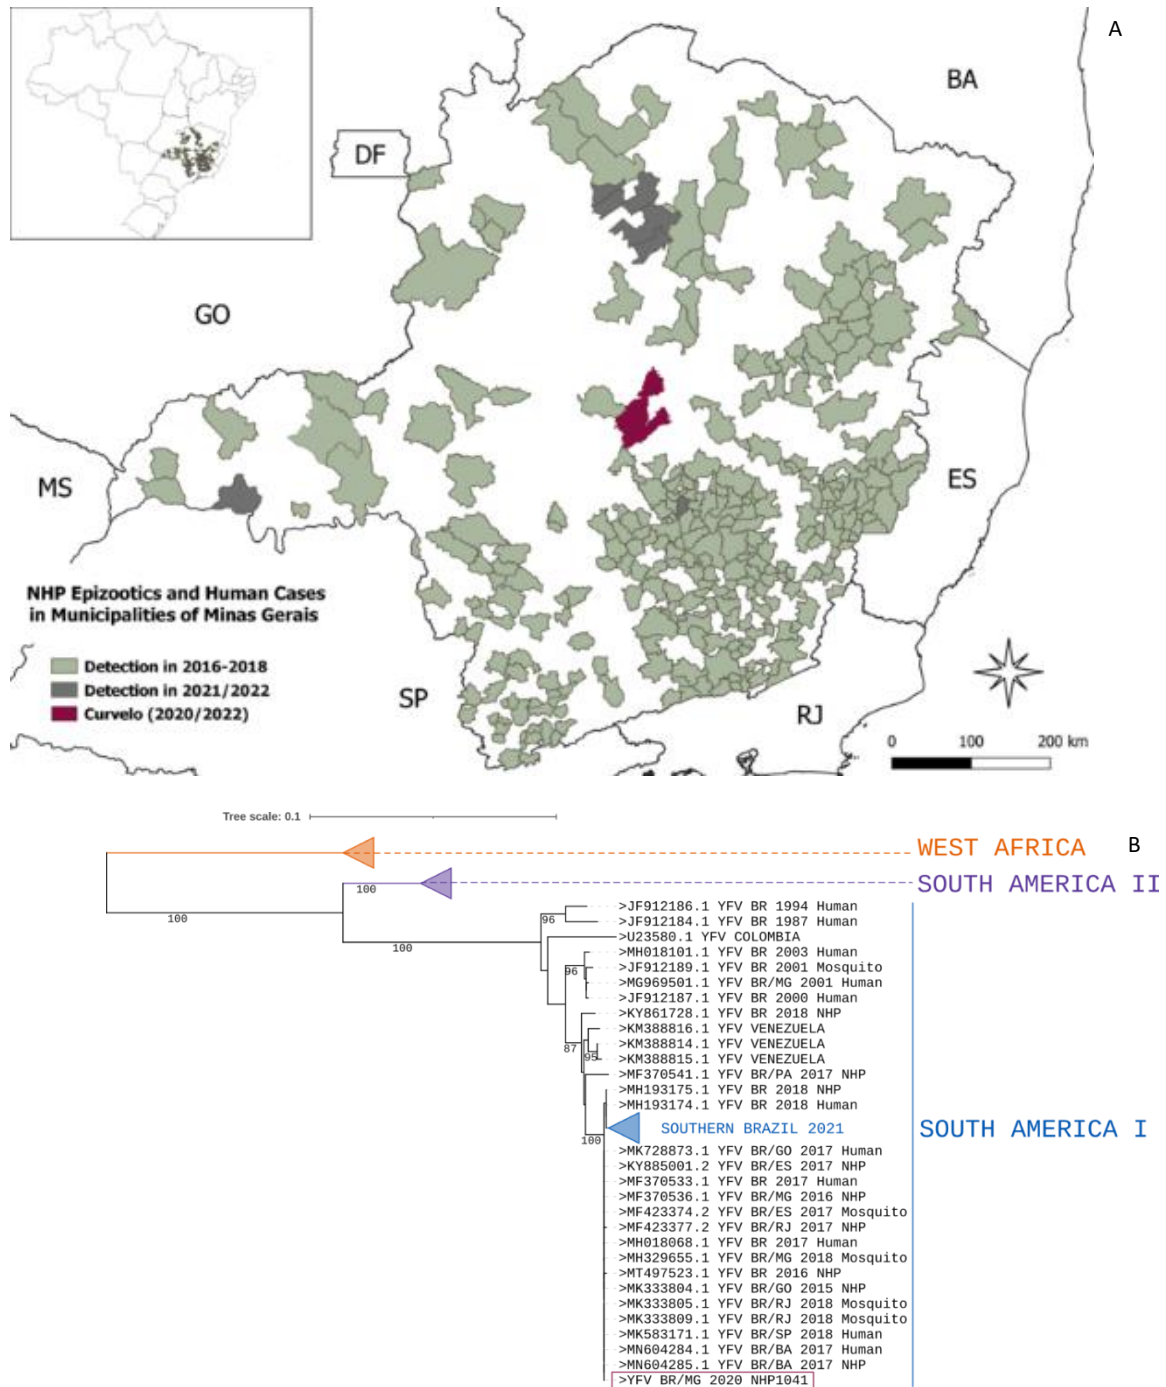 A
BA
DF
GO
MS
ES
NHP Epizootics and Human Cases
in Municipalities of Minas Gerais
Detection in 2016-2018
Detection in 2021/2022
Curvelo (2020/2022)
SP
RJ
0 100 200 km
Tree scale: 0.1
WEST AFRICA
B
100
SOUTH AMERICA II
100
100
>JF912186.1 YFV BR 1994 Human
96
>JF912184.1 YFV BR 1987 Human
>U23580.1 YFV COLOMBIA
>MH018101.1 YFV BR 2003 Human
96
>JF912189.1 YFV BR 2001 Mosquito
>MG969501.1 YFV BR/MG 2001 Human
>JF912187.1 YFV BR 2000 Human
>KY861728.1 YFV BR 2018 NHP
>KM388816.1 YFV VENEZUELA
87
>KM388814.1 YFV VENEZUELA
95
>KM388815.1 YFV VENEZUELA
>MF370541.1 YFV BR/PA 2017 NHP
>MH193175.1 YFV BR 2018 NHP
>MH193174.1 YFV BR 2018 Human
SOUTHERN BRAZIL 2021
SOUTH AMERICA I
100
>MK728873.1 YFV BR/GO 2017 Human
>KY885001.2 YFV BR/ES 2017 NHP
>MF370533.1 YFV BR 2017 Human
>MF370536.1 YFV BR/MG 2016 NHP
>MF423374.2 YFV BR/ES 2017 Mosquito
>MF423377.2 YFV BR/RJ 2017 NHP
>MH018068.1 YFV BR 2017 Human
>MH329655.1 YFV BR/MG 2018 Mosquito
>MT497523.1 YFV BR 2016 NHP
>MK333804.1 YFV BR/GO 2015 NHP
>MK333805.1 YFV BR/RJ 2018 Mosquito
>MK333809.1 YFV BR/RJ 2018 Mosquito
>MK583171.1 YFV BR/SP 2018 Human
>MN604284.1 YFV BR/BA 2017 Human
>MN604285.1 YFV BR/BA 2017 NHP
>YFV BR/MG 2020 NHP1041